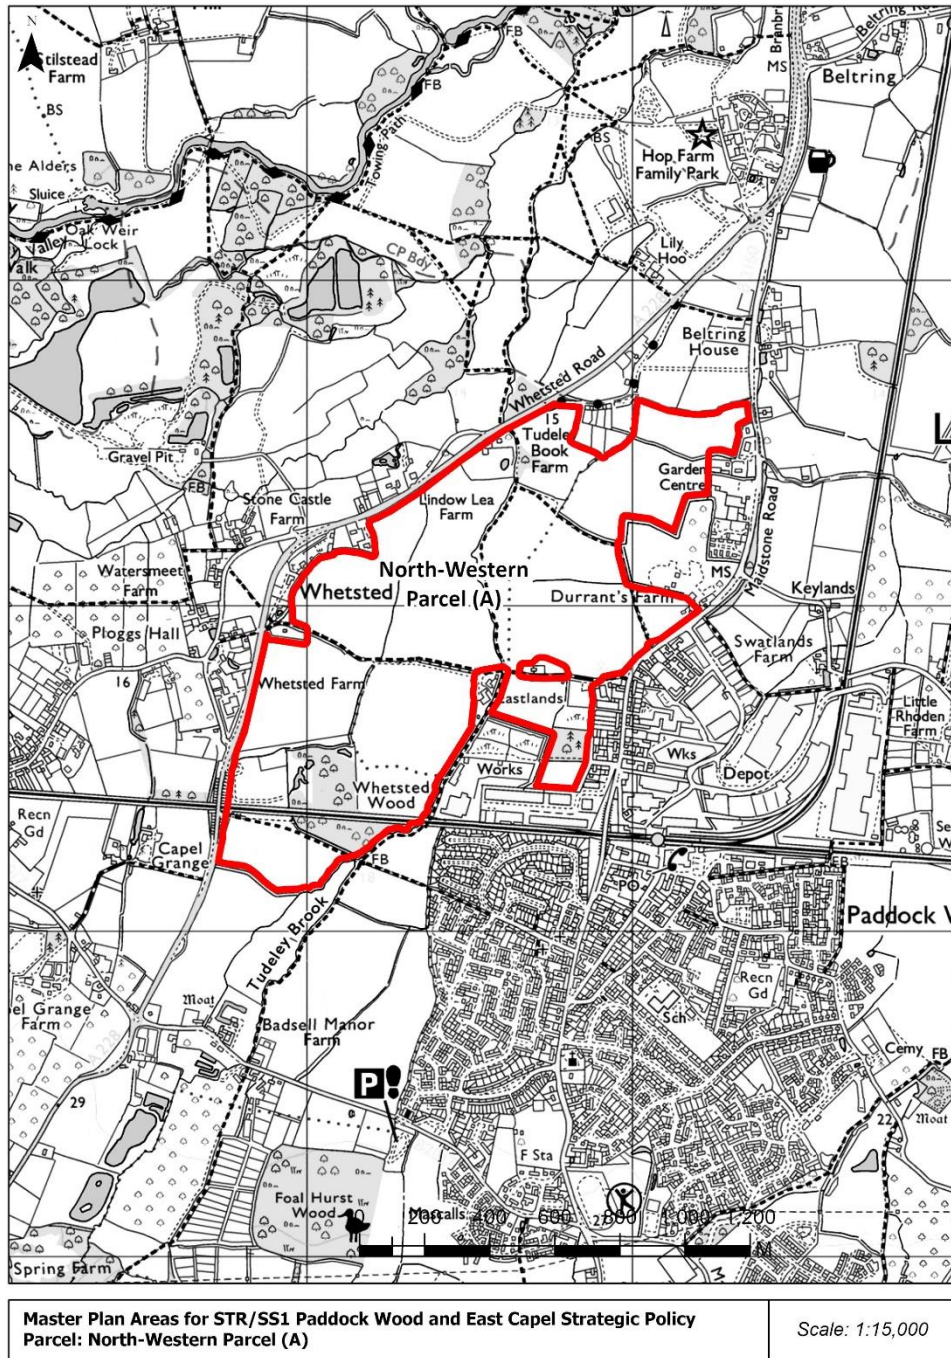 N
Stilstead
Farm
BS
FB
MS
Beltring
Beltring
Towing Path
FB
BS
Hop Farm
Family Park
Alders
Sluice
Oak Weir
Lock
Valley
Walk
CP Bdy
Lily
Hoo
Beltring
House
Whetsted Road
15
Tudele
Book
Farm
Gravel Pit
FB
Stone Castle
Farm
Lindow Lea
Farm
Garden
Centre
Maidstone Road
Watersmeet
Farm
North-Western
Parcel (A)
Whetsted
MS
Durrant's Farm
Keylands
Ploggs Hall
16
Swatlands
Farm
Whetsted Farm
Eastlands
Little
Rhoden
Farm
Wks
Depot
Works
Whetsted
Wood
Recn
Gd
Capel
Grange
FB
FB
PO
Paddock W
Tudeley Brook
Recn
Gd
Sch
Moat
Grange
Farm
A 228
Badsell Manor
Farm
Cemy
FB
Moat
29
P
22
F Sta
Foal Hurst
Wood
Mascalls
27
0 200 400 600 800 1,000 1,200
M
Spring Farm
Master Plan Areas for STR/SS1 Paddock Wood and East Capel Strategic Policy
Parcel: North-Western Parcel (A)
Scale: 1:15,000